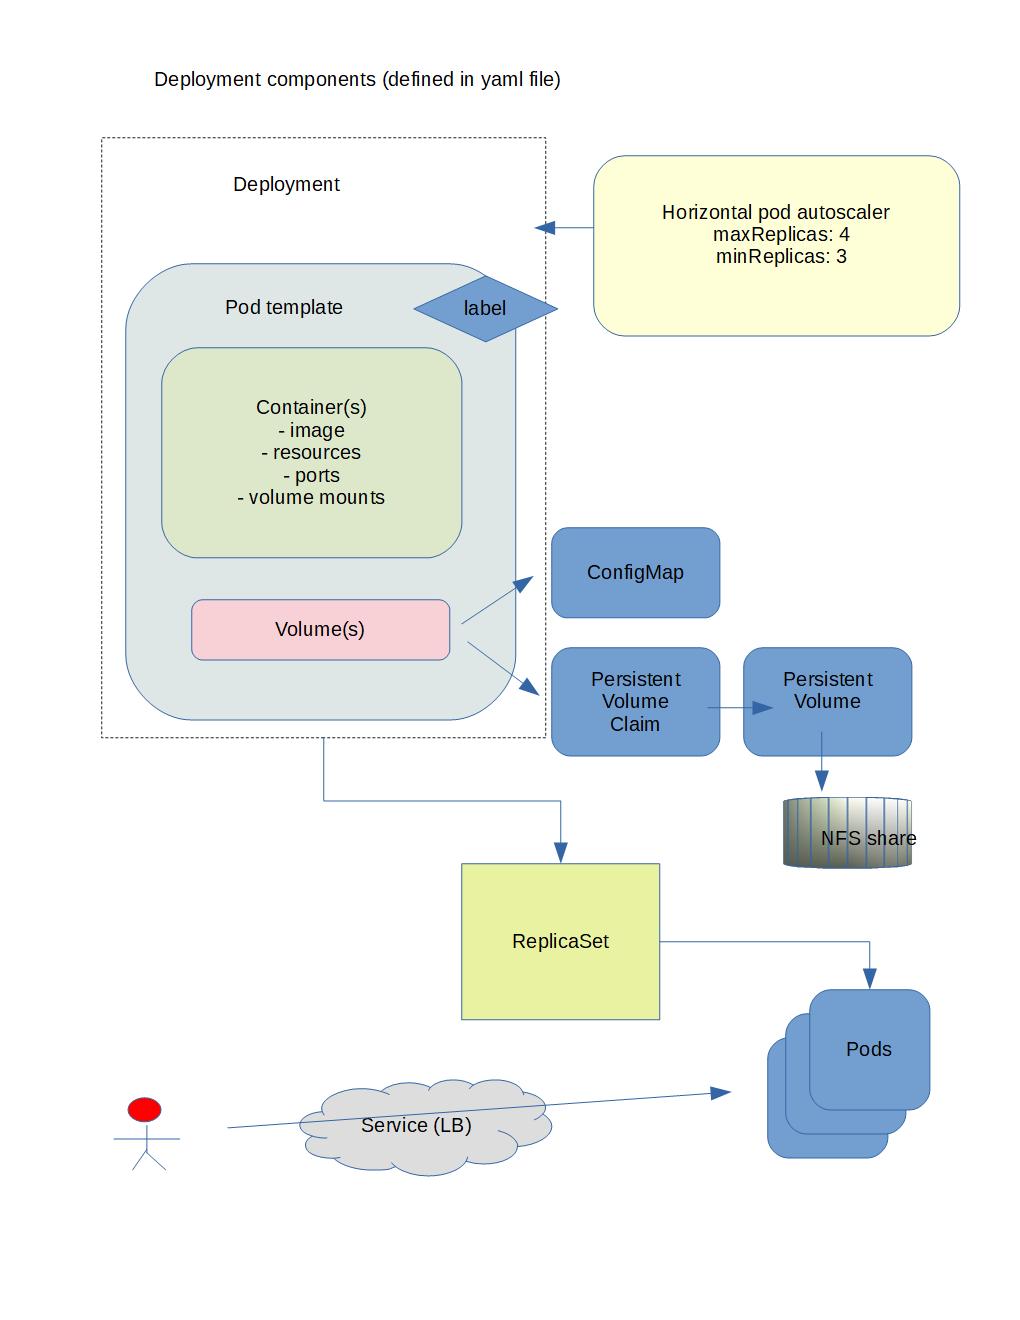 Deployment components (defined in yaml file)
Deployment
Horizontal pod autoscaler
maxReplicas: 4
minReplicas: 3
Pod template
label
Container(s)
- image
- resources
- ports
- volume mounts
ConfigMap
Volume(s)
Persistent
Volume
Claim
Persistent
Volume
NFS share
ReplicaSet
Pods
Service (LB)